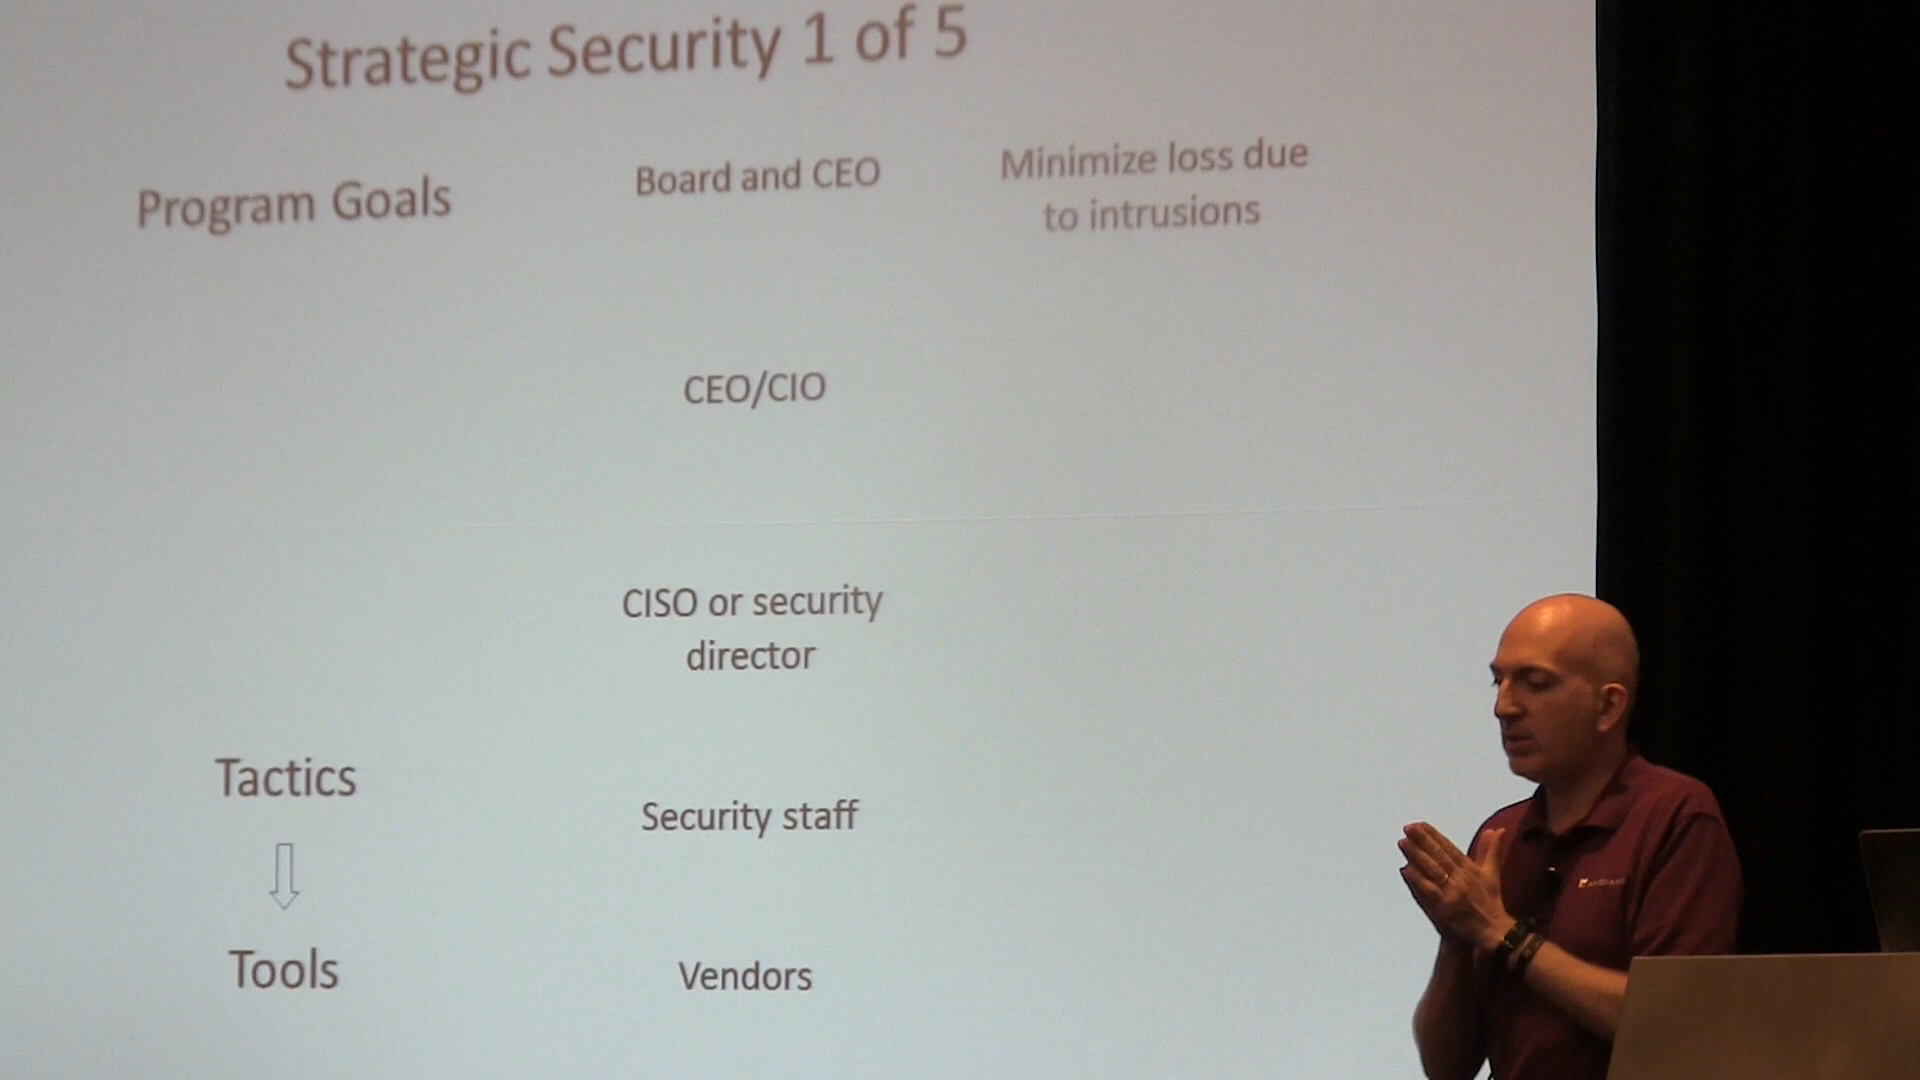 Strategic Security 1 of 5
Program Goals
Board and CEO
Minimize loss due
to intrusions
CEO/CIO
CISO or security
director
Tactics
Security staff
Tools
Vendors